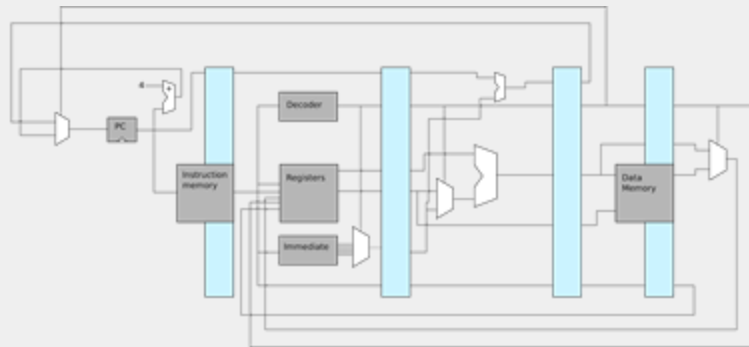 4
+
PC
Decoder
Instruction
memory
Registers
Data
Memory
Immediate